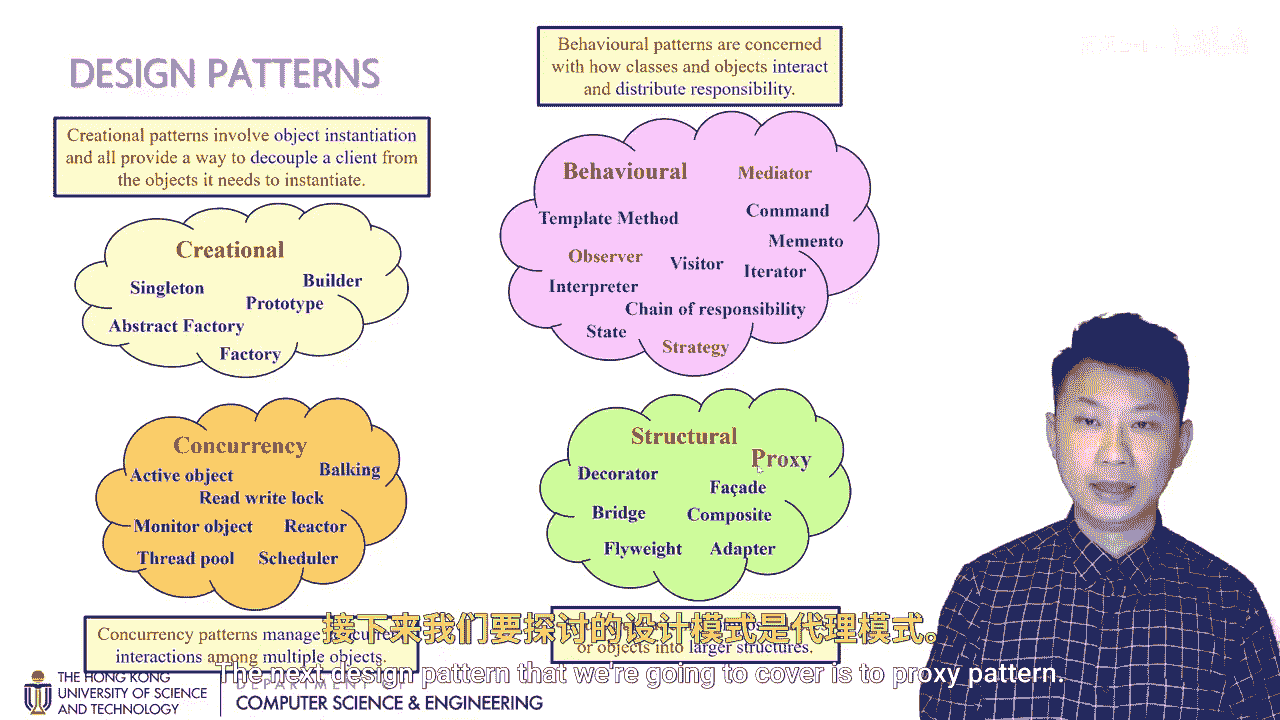 DESIGN PATTERNS
Behavioural patterns are concerned
with how classes and objects interact
and distribute responsibility.
Creational patterns involve object instantiation
and all provide a way to decouple a client from
the objects it needs to instantiate.
Creational
Singleton
Builder
Prototype
Abstract Factory
Factory
Behavioural
Mediator
Template Method
Command
Memento
Observer
Visitor
Iterator
Interpreter
Chain of responsibility
State
Strategy
Concurrency
Active object
Balking
Read write lock
Monitor object
Reactor
Thread pool
Scheduler
Structural
Proxy
Decorator
Façade
Bridge
Composite
Flyweight
Adapter
Concurrency patterns manage
interactions among multiple objects.
or objects into larger structures.
接下来我们要探讨的设计模式是代理模式。
The next design pattern that we're going to cover is to proxy pattern.
THE HONG KONG
UNIVERSITY OF SCIENCE
AND TECHNOLOGY
DEPARTMENT OF
COMPUTER SCIENCE & ENGINEERING